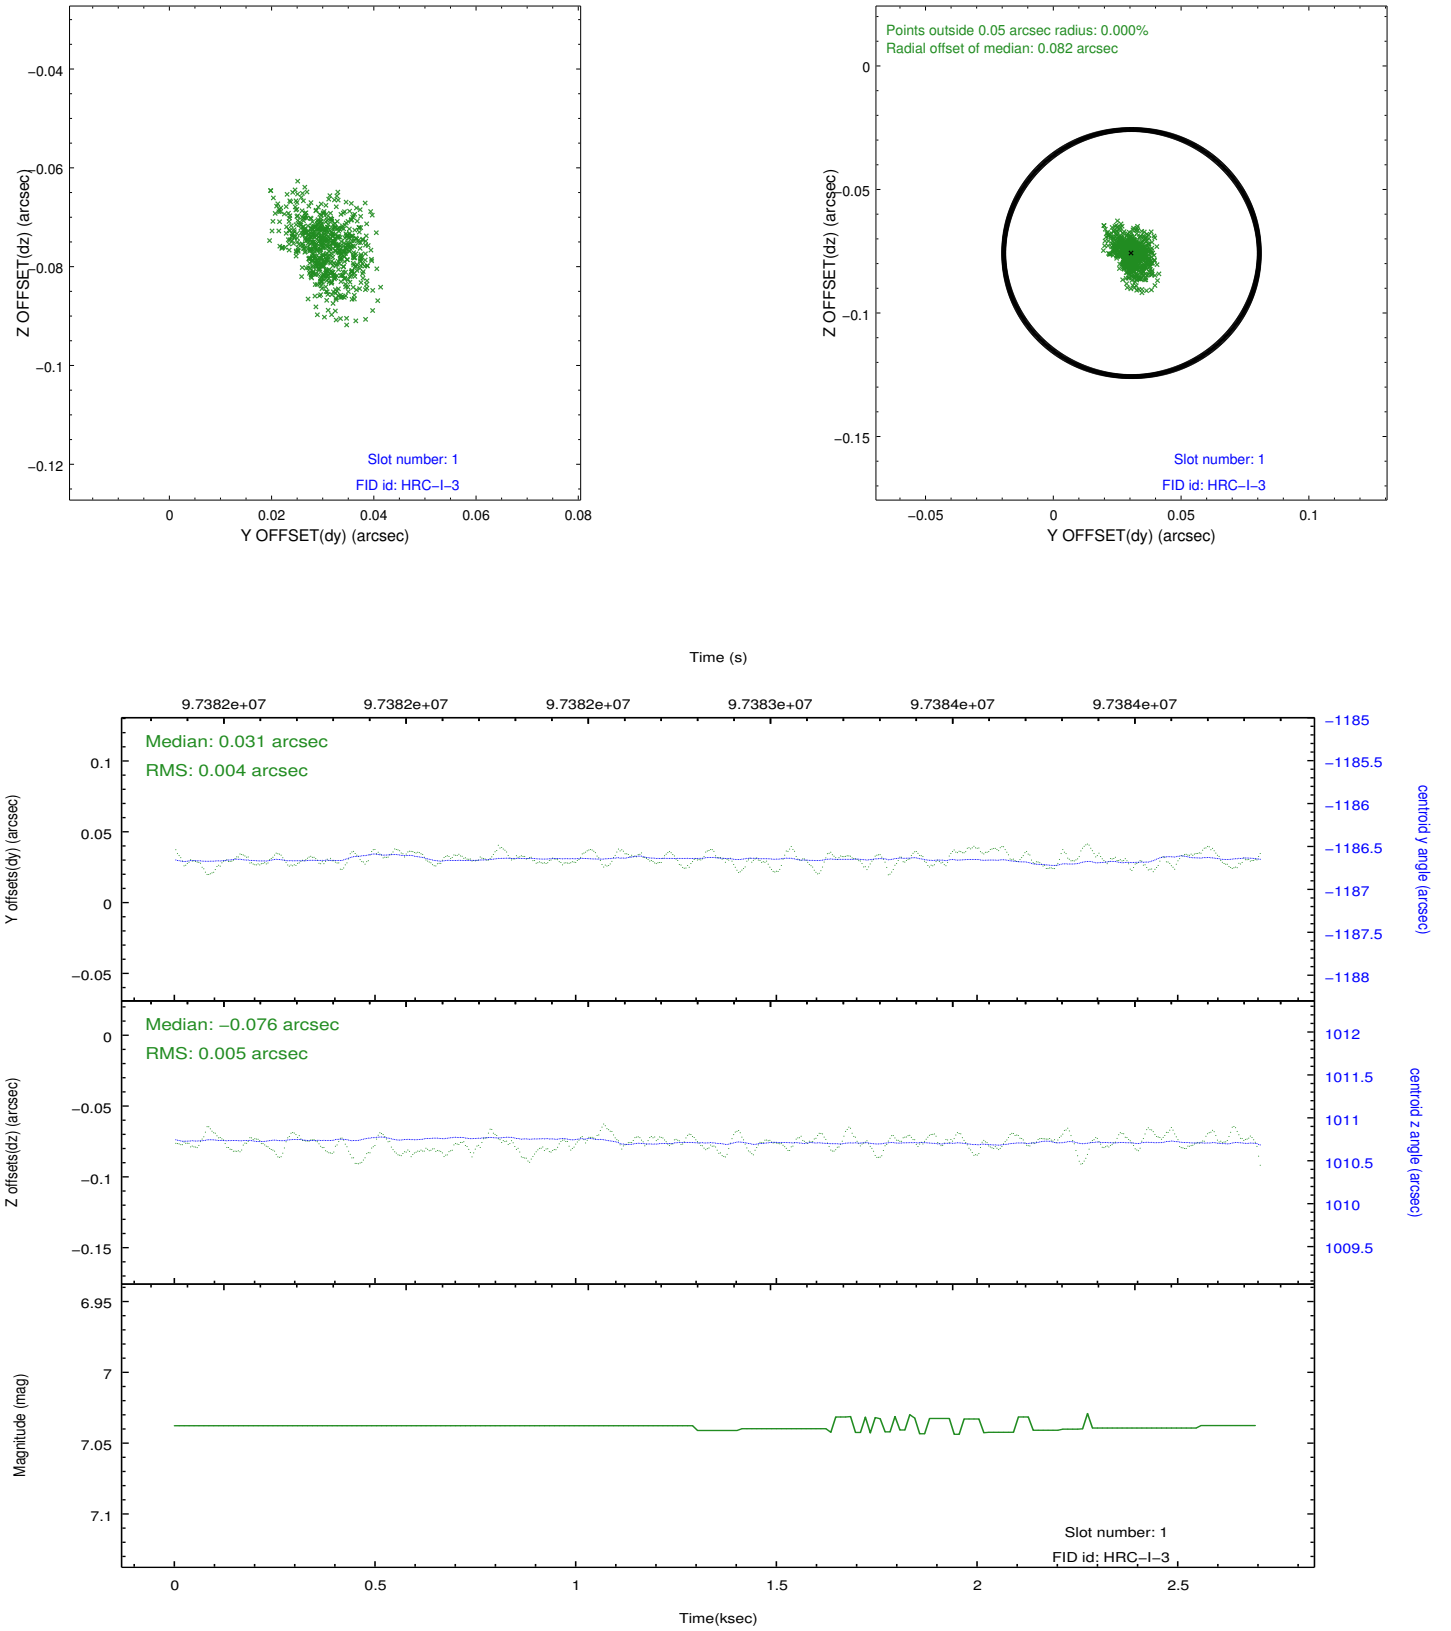 −0.04
−0.06
−0.08
−0.1
−0.12
Z OFFSET(dz) (arcsec)
Slot number: 1
FID id: HRC−I−3
0 0.02 0.04 0.06 0.08
Y OFFSET(dy) (arcsec)
Points outside 0.05 arcsec radius: 0.000%
Radial offset of median: 0.082 arcsec
0
−0.05
−0.1
−0.15
Z OFFSET(dz) (arcsec)
Slot number: 1
FID id: HRC−I−3
−0.05 0 0.05 0.1
Y OFFSET(dy) (arcsec)
Time (s)
9.7382e+07 9.7382e+07 9.7382e+07 9.7383e+07 9.7384e+07 9.7384e+07
Median: 0.031 arcsec
RMS: 0.004 arcsec
0.1
0.05
0
−0.05
Y offsets(dy) (arcsec)
−1185
−1185.5
−1186
−1186.5
−1187
−1187.5
−1188
centroid y angle (arcsec)
Median: −0.076 arcsec
RMS: 0.005 arcsec
0
−0.05
−0.1
−0.15
Z offsets(dz) (arcsec)
1012
1011.5
1011
1010.5
1010
1009.5
centroid z angle (arcsec)
6.95
7
7.05
7.1
Magnitude (mag)
Slot number: 1
FID id: HRC−I−3
0 0.5 1 1.5 2 2.5
Time(ksec)